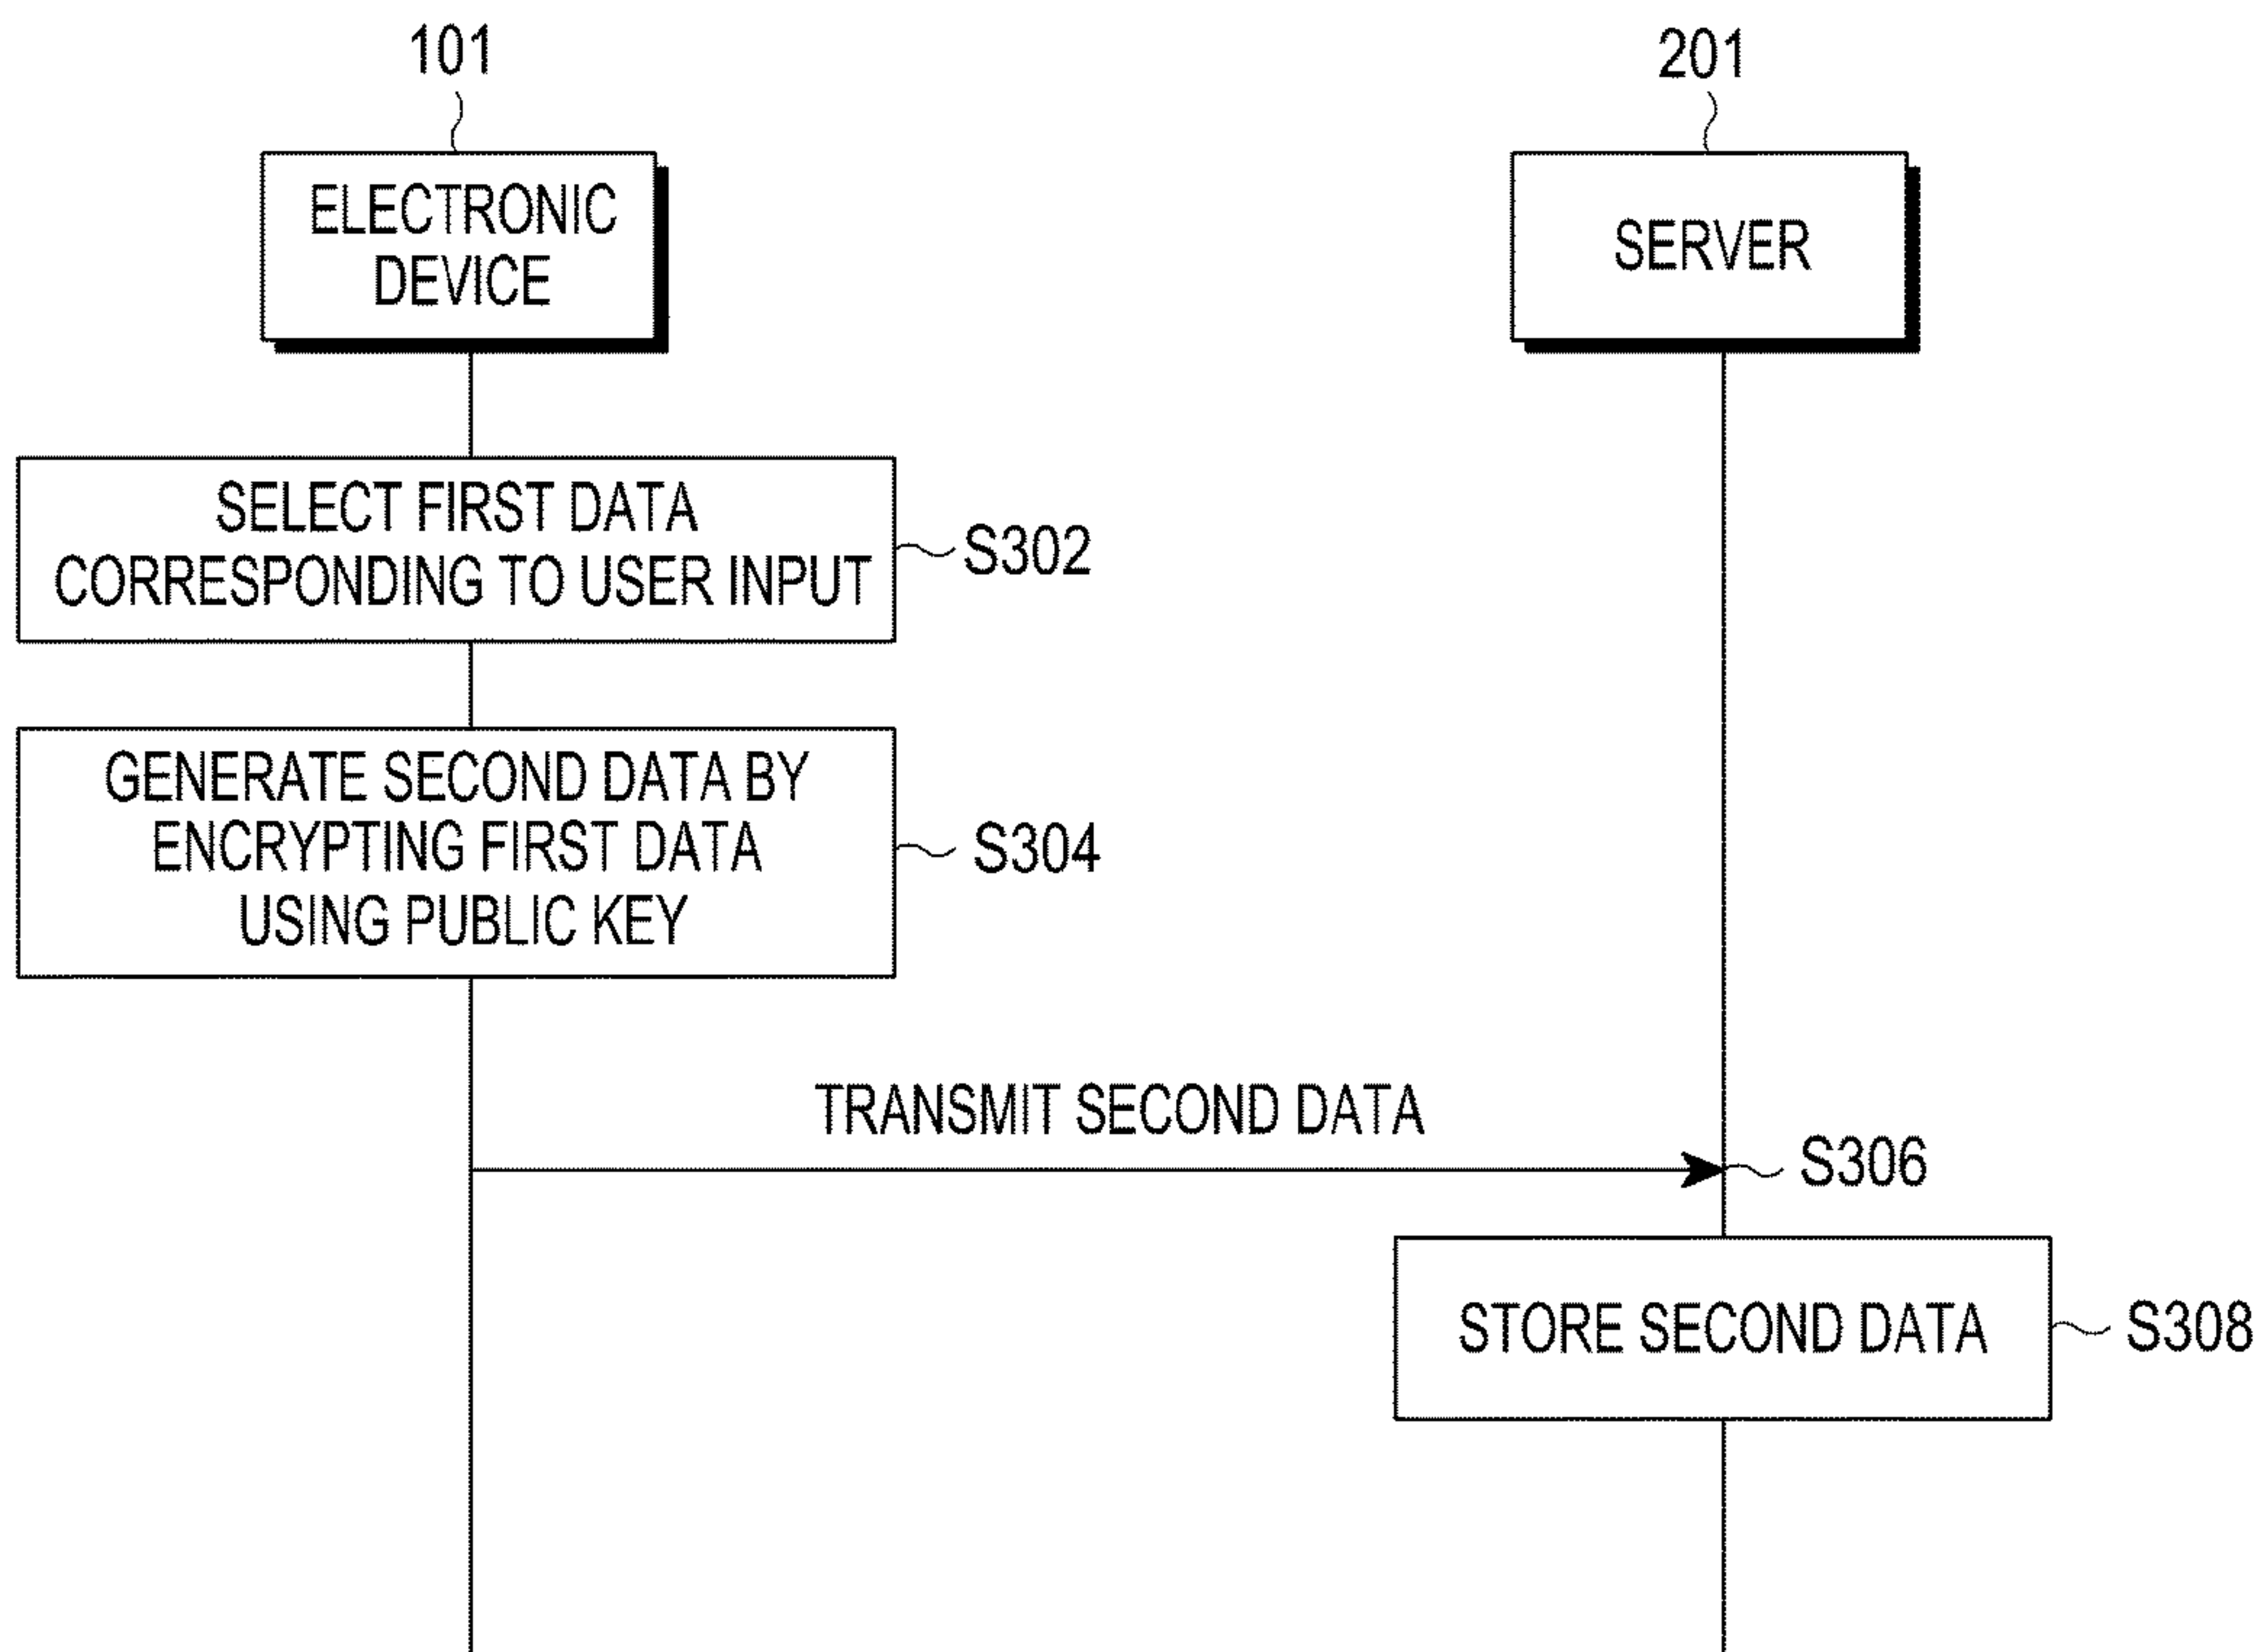 101
201
ELECTRONIC
DEVICE
SERVER
SELECT FIRST DATA
CORRESPONDING TO USER INPUT
S302
GENERATE SECOND DATA BY
ENCRYPTING FIRST DATA
USING PUBLIC KEY
S304
TRANSMIT SECOND DATA
S306
STORE SECOND DATA
S308